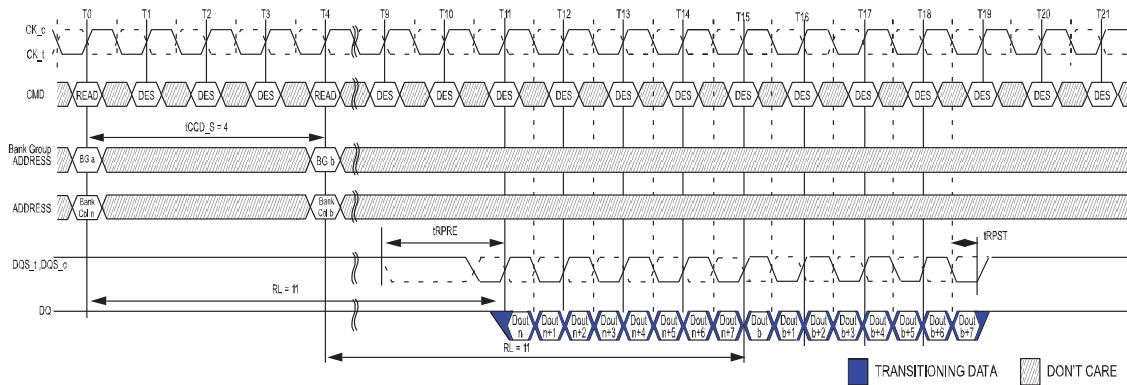 T0 T1 T2 T3 T4 T9 T10 T11 T12 T13 T14 T15 T16 T17 T18 T19 T20 T21
CK_c
CK_t
CMD READ DES DES DES READ DES DES DES DES DES DES DES DES DES DES DES DES DES
tCCD_S = 4
Bank Group
ADDRESS BG a BG b
ADDRESS Bank Col n Bank Col b
tRPRE tRPST
DQS_t ,DQS_c
RL = 11
DQ Dout n Dout n+1 Dout n+2 Dout n+3 Dout n+4 Dout n+5 Dout n+6 Dout n+7 Dout b Dout b+1 Dout b+2 Dout b+3 Dout b+4 Dout b+5 Dout b+6 Dout b+7
RL = 11
TRANSITIONING DATA DON'T CARE